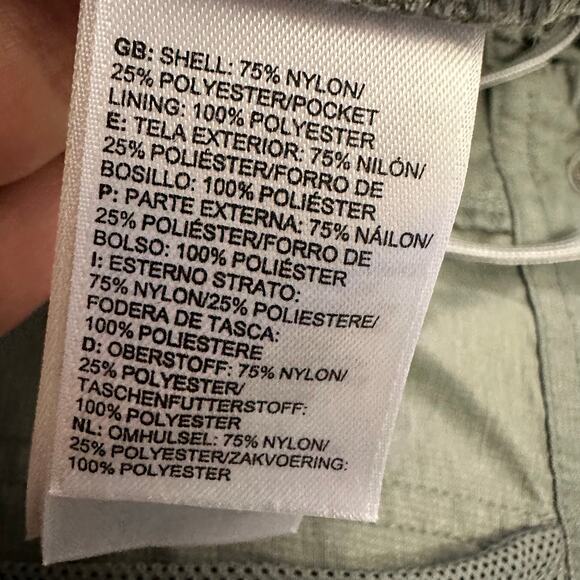 GB: SHELL: 75% NYLON/
25% POLYESTER/POCKET
LINING: 100% POLYESTER
E: TELA EXTERIOR: 75% NILÓN/
25% POLIÉSTER/FORRO DE
BOSILLO: 100% POLIÉSTER
P: PARTE EXTERNA: 75% NÁILON/
25% POLIÉSTER/FORRO DE
BOLSO: 100% POLIÉSTER
I: ESTERNO STRATO:
75% NYLON/25% POLIESTERE/
FODERA DE TASCA:
100% POLIESTERE
D: OBERSTOFF: 75% NYLON/
25% POLYESTER/
TASCHENFUTTERSTOFF:
100% POLYESTER
NL: OMHULSEL: 75% NYLON/
25% POLYESTER/ZAKVOERING:
100% POLYESTER